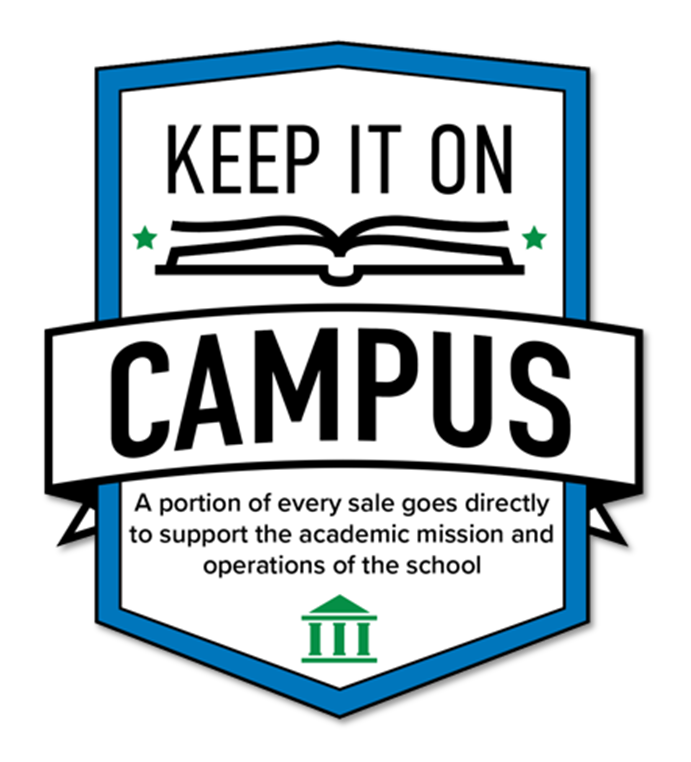 KEEP IT ON
CAMPUS
A portion of every sale goes directly
to support the academic mission and
operations of the school